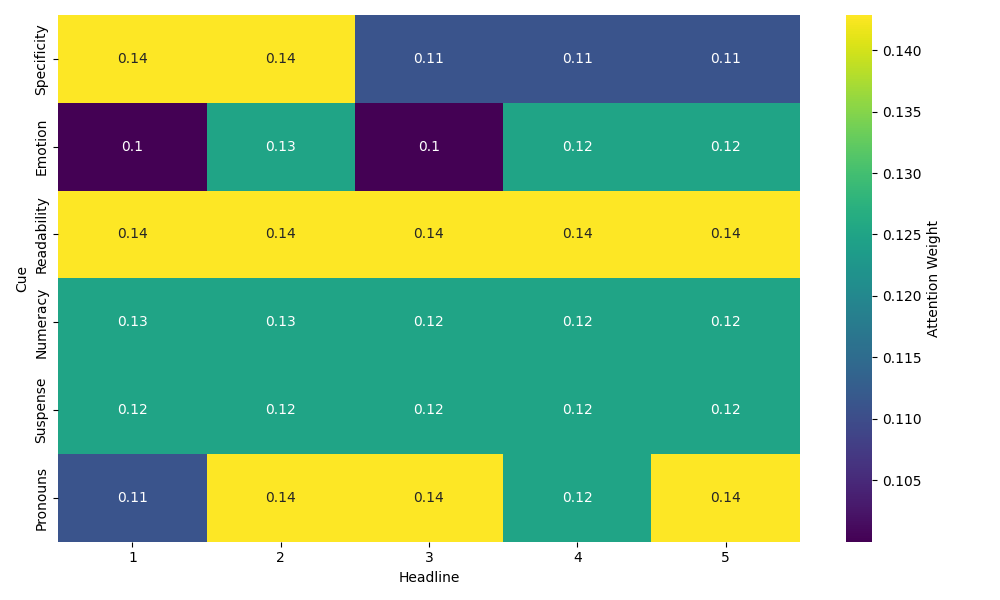 Specificity 0.14 0.14 0.11 0.11 0.11
Emotion 0.1 0.13 0.1 0.12 0.12
Readability 0.14 0.14 0.14 0.14 0.14
Numeracy 0.13 0.13 0.12 0.12 0.12
Suspense 0.12 0.12 0.12 0.12 0.12
Pronouns 0.11 0.14 0.14 0.12 0.14
Cue
1 2 3 4 5
Headline
0.140
0.135
0.130
0.125
0.120
0.115
0.110
0.105
Attention Weight